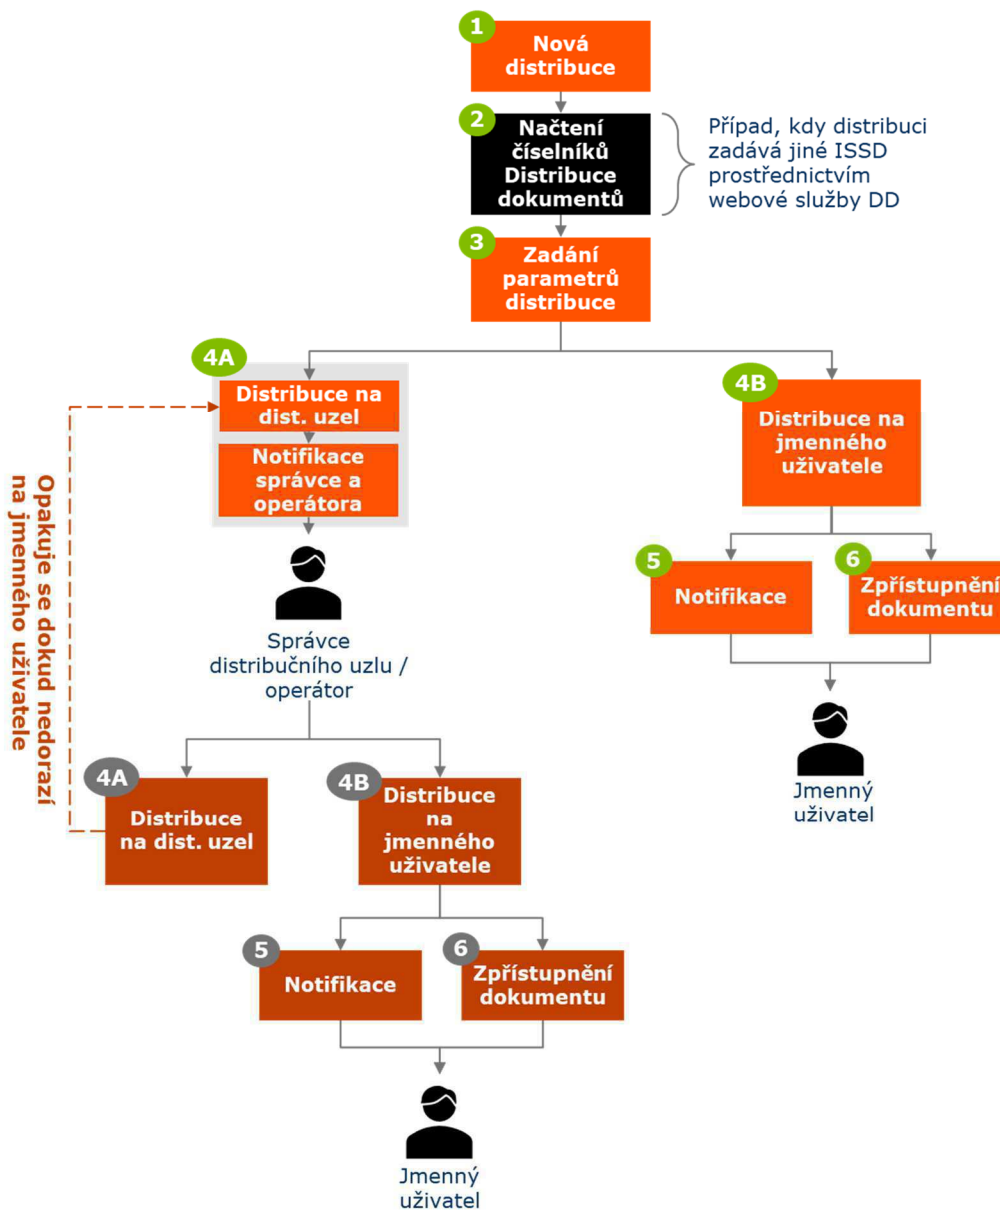 1
Nová
distribuce
2
Načtení
číselníků
Distribuce
dokumentů
Případ, kdy distribuci
zadává jiné ISSD
prostřednictvím
webové služby DD
3
Zadání
parametrů
distribuce
4A
Distribuce na
dist. uzel
Notifikace
správce a
operátora
4B
Distribuce na
jmenného
uživatele
5
Notifikace
6
Zpřístupnění
dokumentu
Jmenný
uživatel
Správce
distribučního uzlu /
operátor
Opakuje se dokud nedorazí
na jmenného uživatele
4A
Distribuce
na dist. uzel
4B
Distribuce
na
jmenného
uživatele
5
Notifikace
6
Zpřístupnění
dokumentu
Jmenný
uživatel